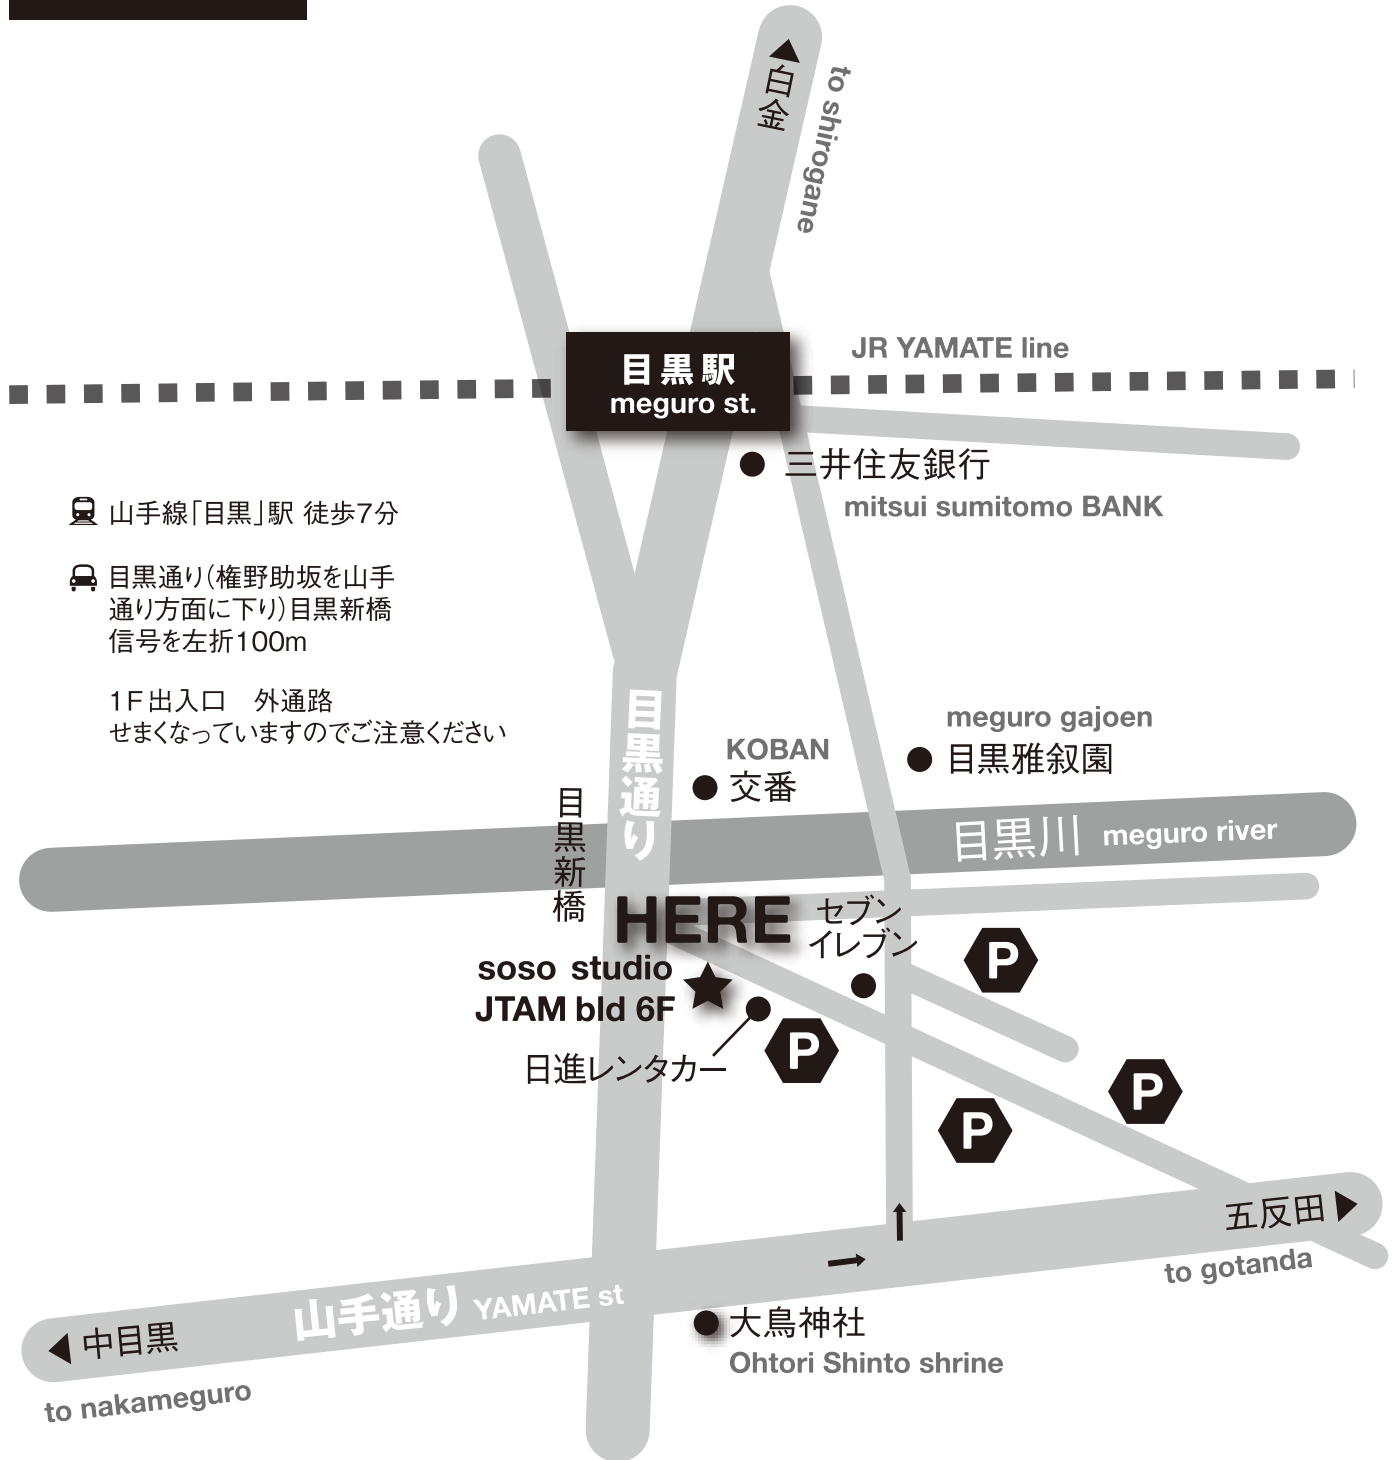 白金
to shirogane
目黒駅
meguro st.
JR YAMATE line
三井住友銀行
mitsui sumitomo BANK
山手線「目黒」駅 徒歩7分
目黒通り(権野助坂を山手
通り方面に下り)目黒新橋
信号を左折100m
1F出入口　外通路
せまくなっていますのでご注意ください
目黒通り
KOBAN
交番
meguro gajoen
目黒雅叙園
目黒新橋
目黒川 meguro river
HERE
セブン
イレブン
soso studio
JTAM bld 6F
日進レンタカー
P
P
P
P
五反田
to gotanda
山手通り YAMATE st
中目黒
to nakameguro
大鳥神社
Ohtori Shinto shrine